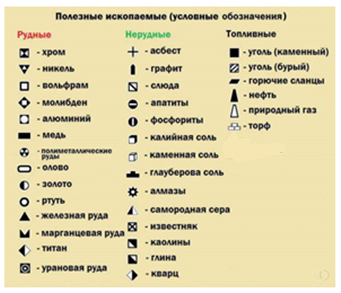 Полезные ископаемые (условные обозначения)
Рудные
- хром
- никель
- вольфрам
- молибден
- алюминий
- медь
- полиметаллические
руды
- олово
- золото
- ртуть
- железная руда
- марганцевая руда
- титан
- урановая руда
Нерудные
- асбест
- графит
- слюда
- апатиты
- фосфориты
- калийная соль
- каменная соль
- глауберова соль
- алмазы
- самородная сера
- известняк
- каолины
- глина
- кварц
Топливные
- уголь (каменный)
- уголь (бурый)
- горючие сланцы
- нефть
- природный газ
- торф